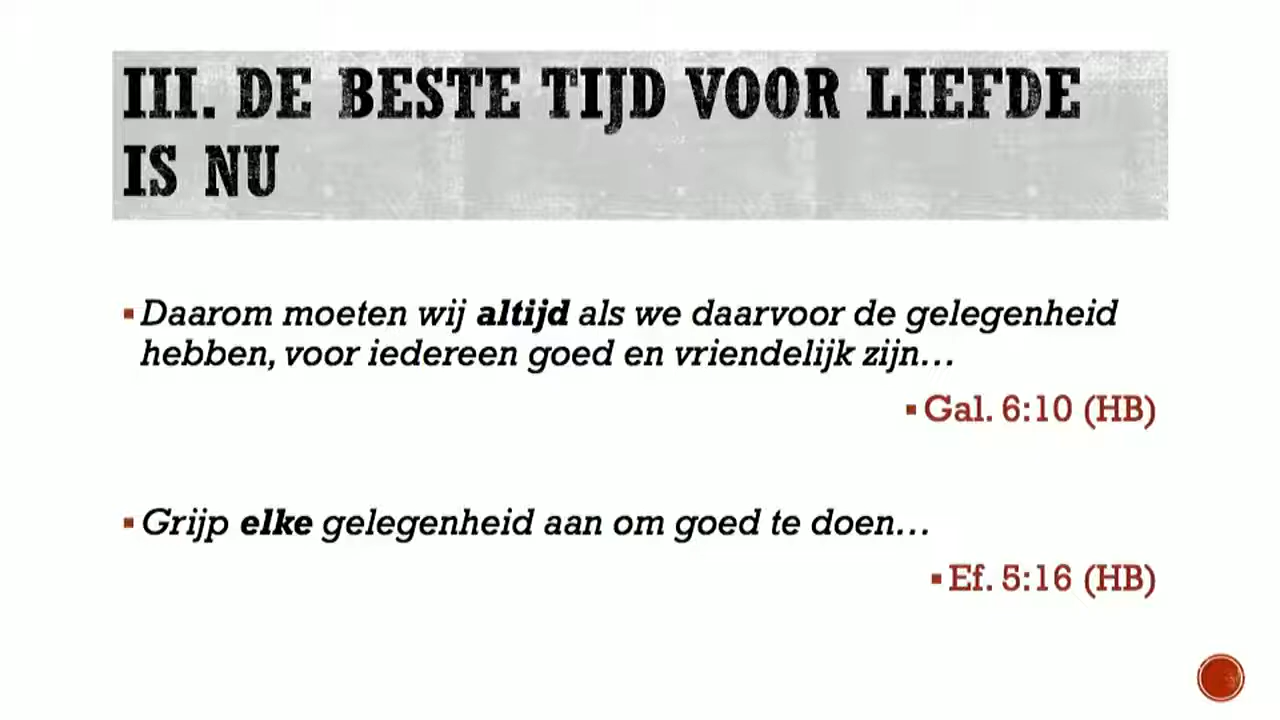 III. DE BESTE TIJD VOOR LIEFDE
IS NU
Daarom moeten wij altijd als we daarvoor de gelegenheid
hebben, voor iedereen goed en vriendelijk zijn…
Gal. 6:10 (HB)
Grijp elke gelegenheid aan om goed te doen…
Ef. 5:16 (HB)